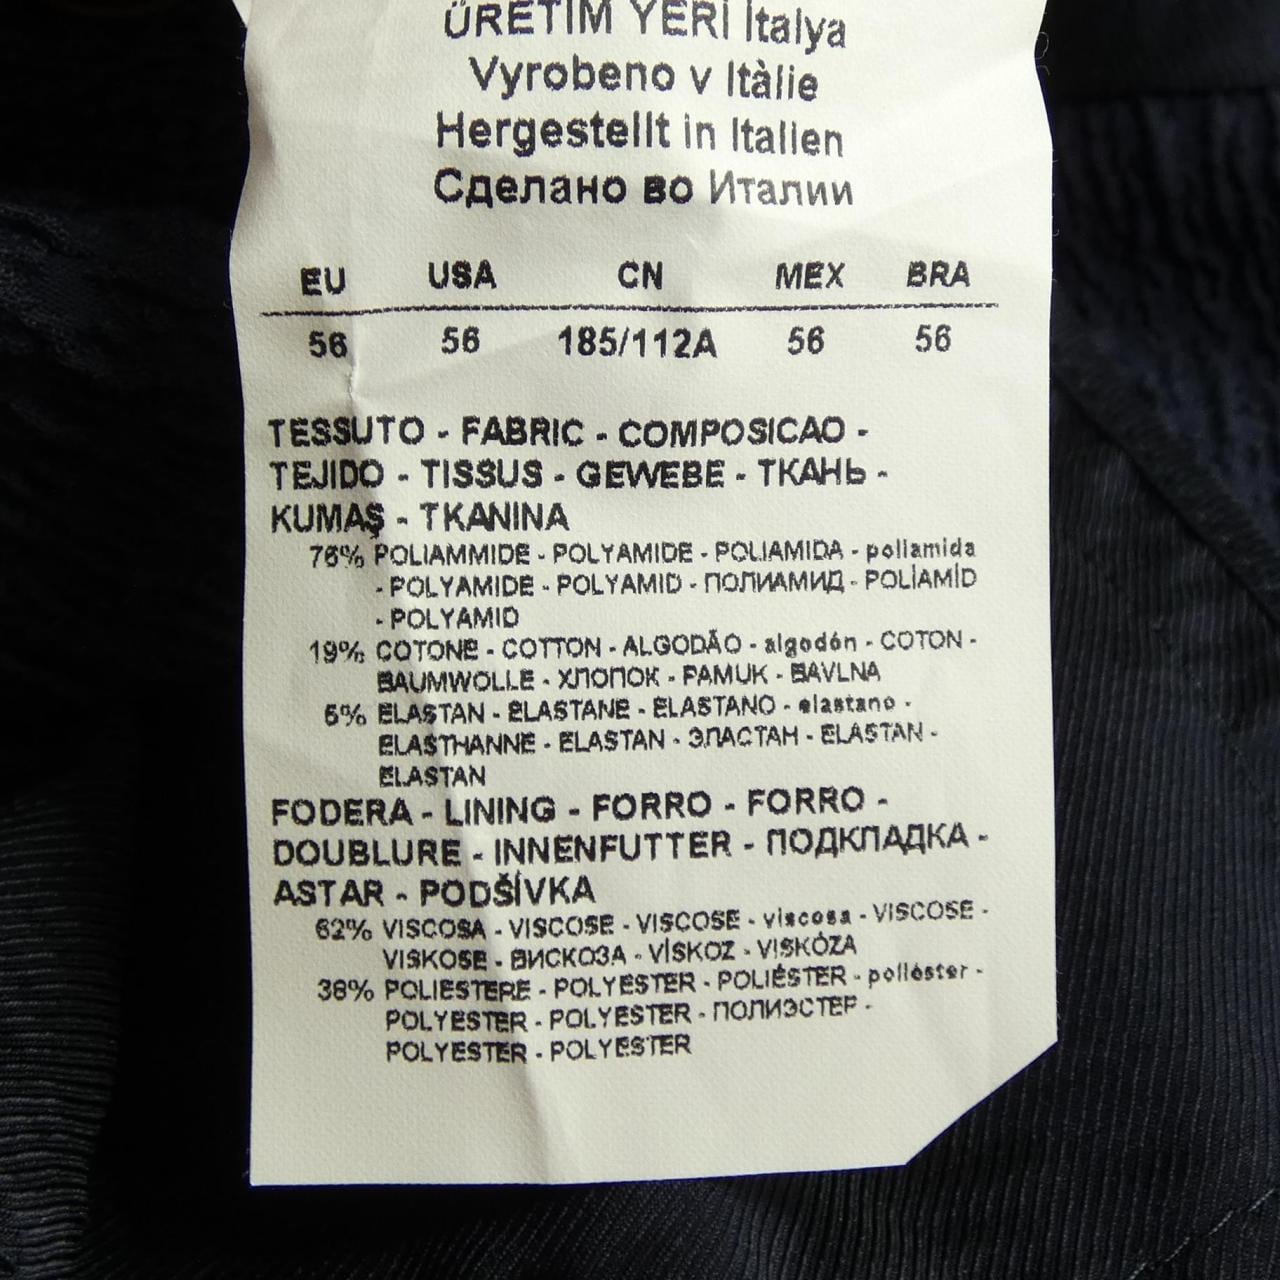 ÜRETİM YERİ İtalya
Vyrobeno v Itàlie
Hergestellt in Italien
Сделано во Италии
EU USA CN MEX BRA
56 56 185/112A 56 56
TESSUTO - FABRIC - COMPOSICAO -
TEJIDO - TISSUS - GEWEBE - ТКАНЬ -
KUMAŞ - TKANINA
76% POLIAMMIDE - POLYAMIDE - POLIAMIDA - poliamida
- POLYAMIDE - POLYAMID - ПОЛИАМИД - POLİAMİD
- POLYAMID
19% COTONE - COTTON - ALGODÃO - algodón - COTON -
BAUMWOLLE - ХЛОПОК - PAMUK - BAVLNA
5% ELASTAN - ELASTANE - ELASTANO - elastano -
ELASTHANNE - ELASTAN - ЭЛАСТАН - ELASTAN -
ELASTAN
FODERA - LINING - FORRO - FORRO -
DOUBLURE - INNENFUTTER - ПОДКЛАДКА -
ASTAR - PODŠÍVKA
62% VISCOSA - VISCOSE - VISCOSE - viscosa - VISCOSE -
VISKOSE - ВИСКОЗА - VİSKOZ - VISKÓZA
38% POLIESTERE - POLYESTER - POLIÉSTER - poliéster -
POLYESTER - POLYESTER - ПОЛИЭСТЕР -
POLYESTER - POLYESTER